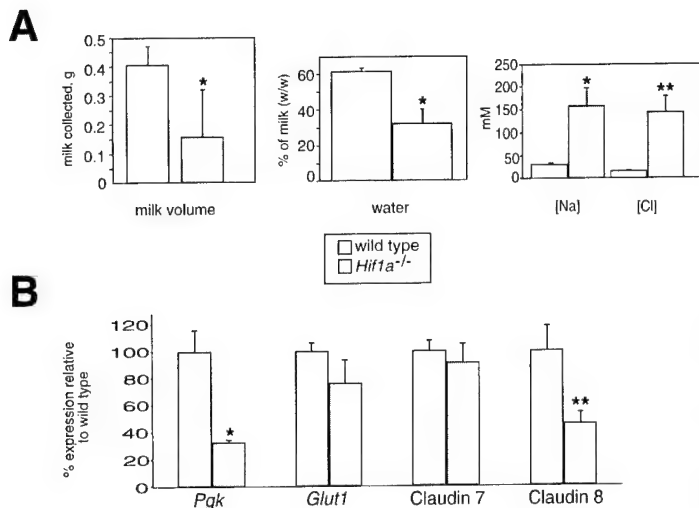 A
milk collected, g
0.5
0.4
0.3
0.2
0.1
0
*
milk volume
% of milk (w/w)
60
40
20
0
*
water
mM
250
200
150
100
50
0
*
**
[Na]
[Cl]
wild type
Hif1a-/-
B
% expression relative
to wild type
120
100
80
60
40
20
0
*
**
Pgk
Glut1
Claudin 7
Claudin 8